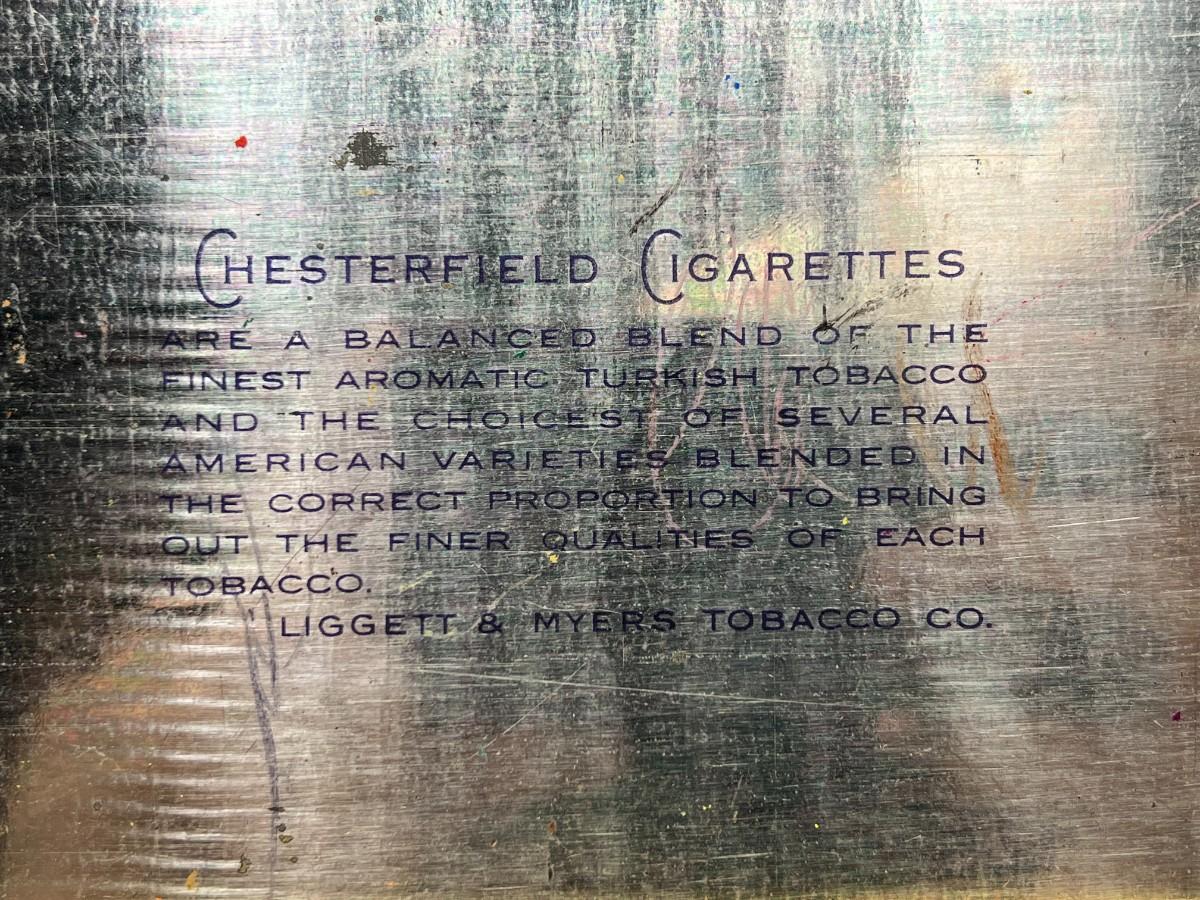 CHESTERFIELD CIGARETTES
ARE A BALANCED BLEND OF THE
FINEST AROMATIC TURKISH TOBACCO
AND THE CHOICEST OF SEVERAL
AMERICAN VARIETIES BLENDED IN
THE CORRECT PROPORTION TO BRING
OUT THE FINER QUALITIES OF EACH
TOBACCO.
LIGGETT & MYERS TOBACCO CO.